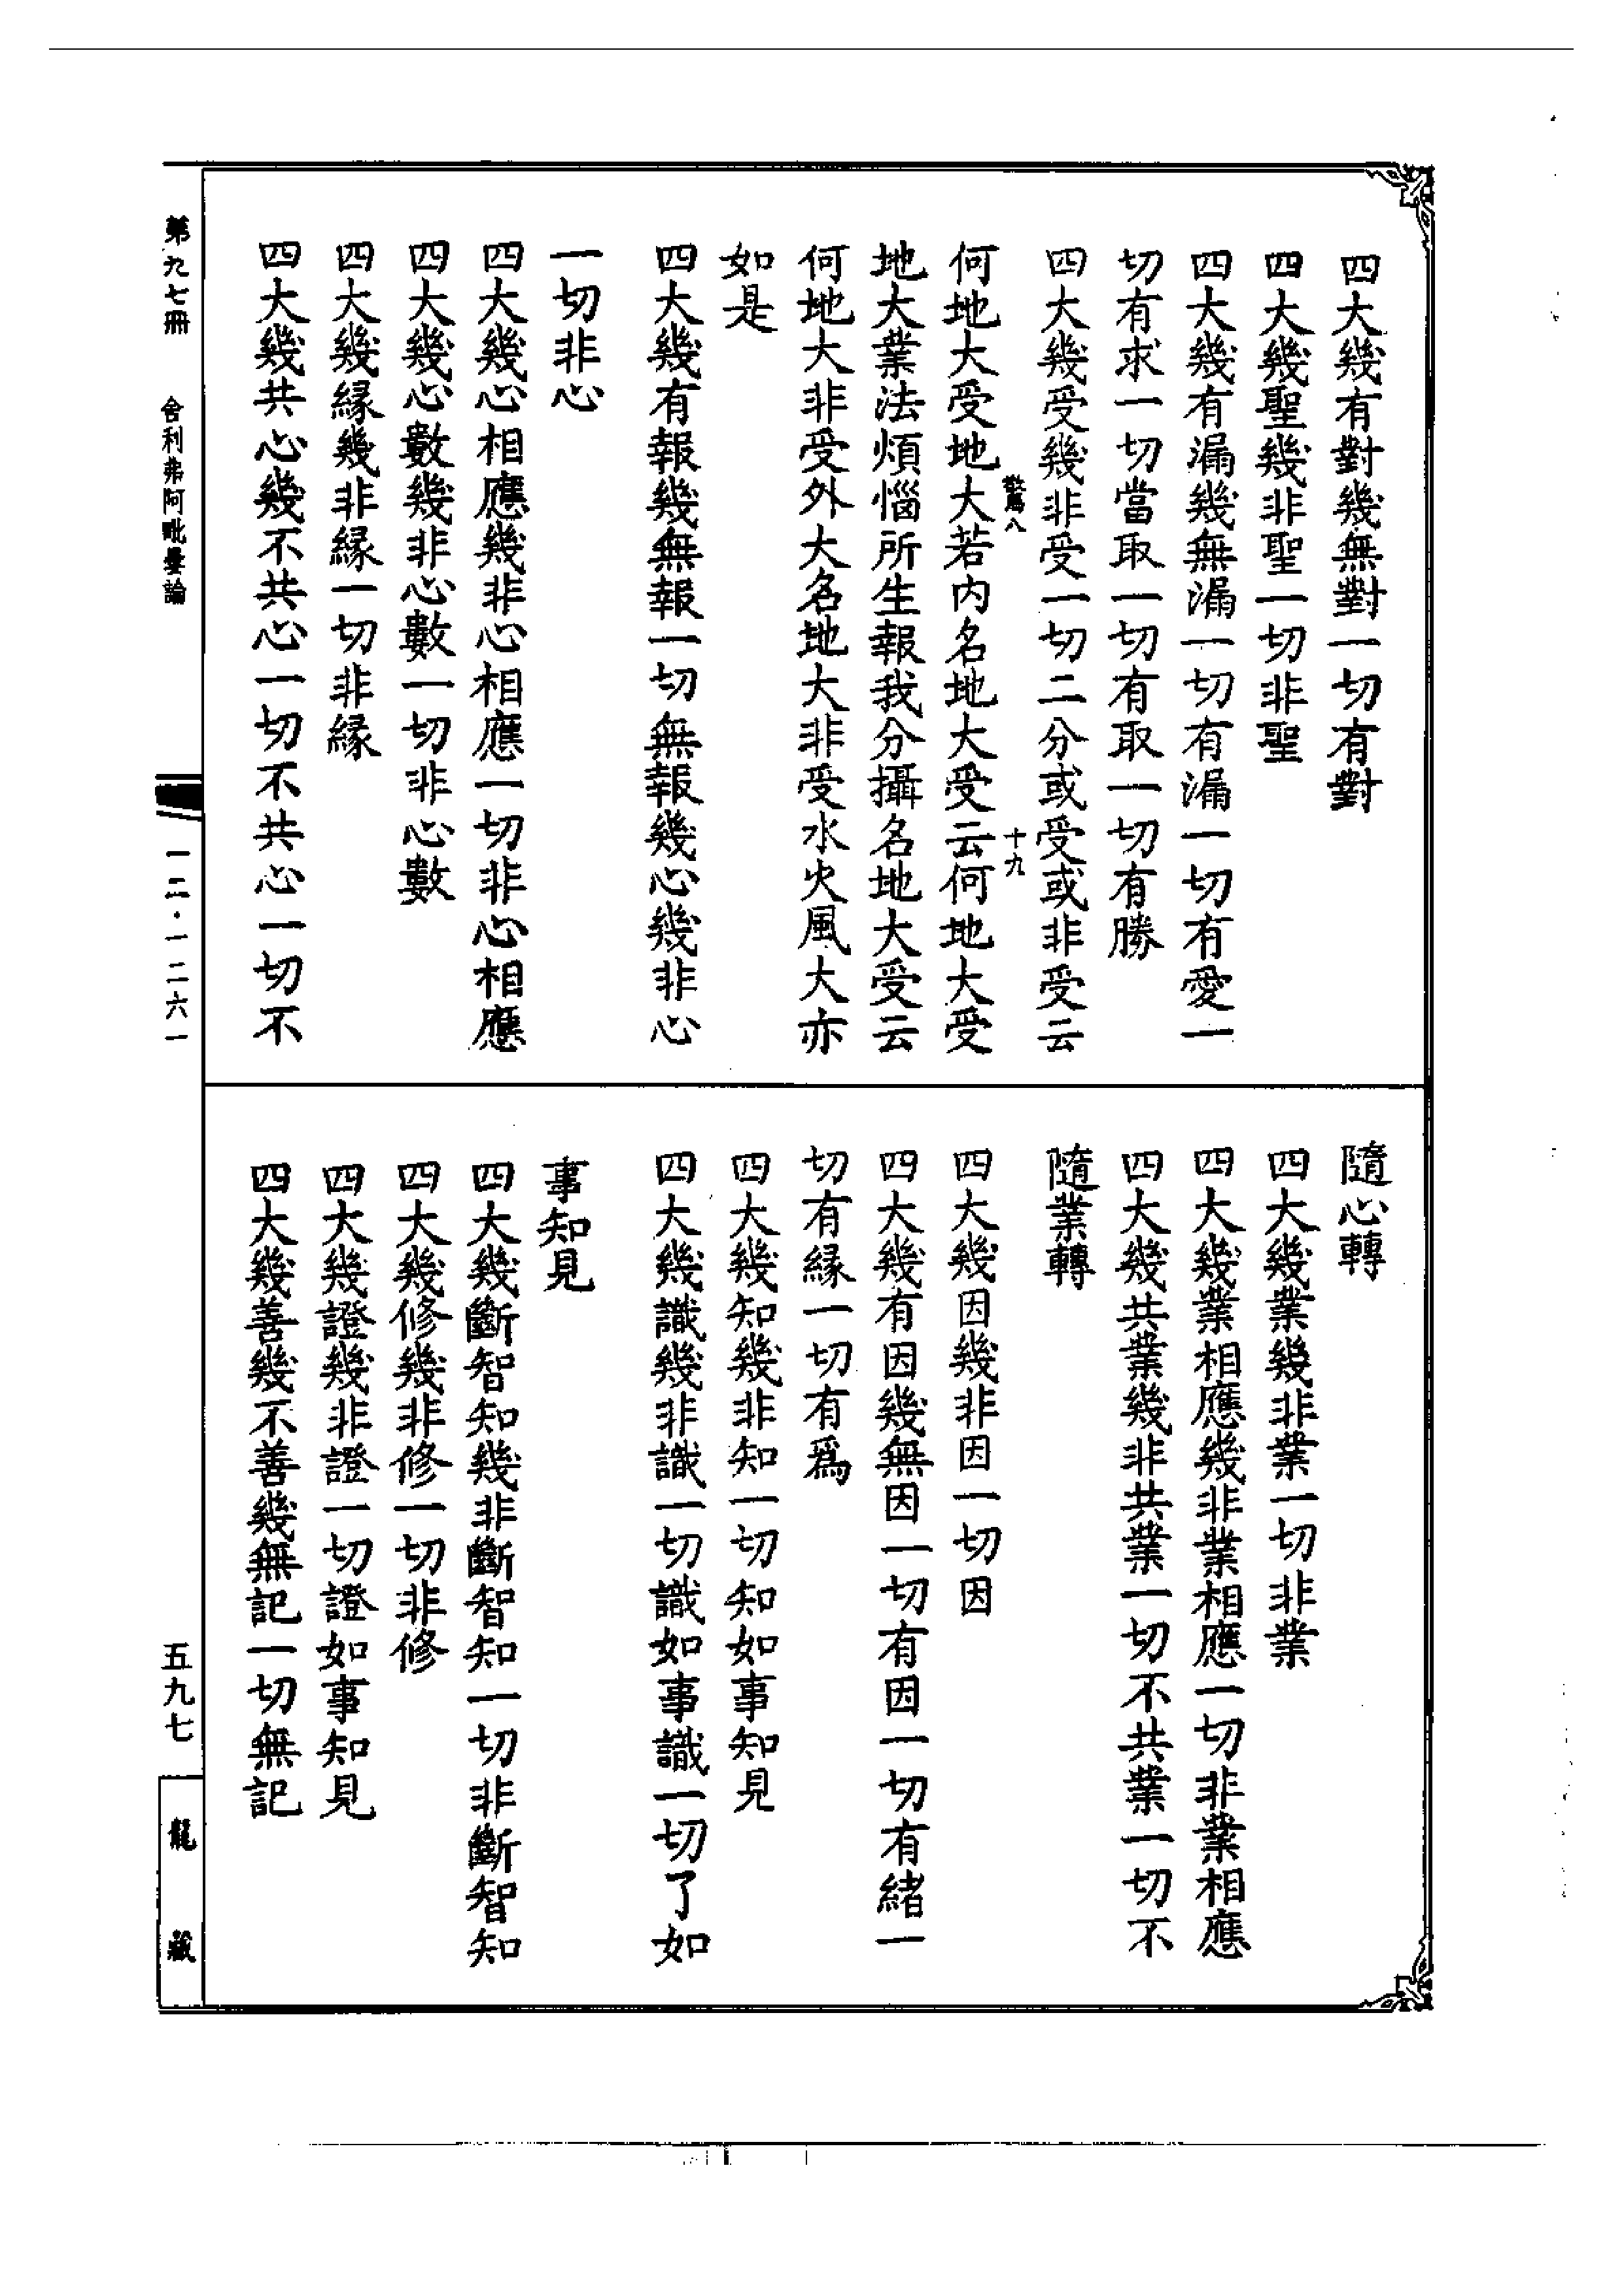 四大幾有對幾無對一切有對
四大幾聖幾非聖一切非聖
四大幾有漏幾無漏一切有漏一切有愛一
切有求一切當取一切有取一切有勝
四大幾受幾非受一切二分或受或非受云
八
十九
何地大受地大若内名地大受云何地大受
地大業法煩惱所生報我分攝名地大受云
何地大非受外大名地大非受水火風大亦
如是
四大幾有報幾無報一切無報幾心幾非心
一切非心
四大幾心相應幾非心相應一切非心相應
四大幾心數幾非心數一切非心數
四大幾緣幾非緣一切非緣
四大幾共心幾不共心一切不共心一切不
隨心轉
四大幾業幾非業一切非業
四大幾業相應幾非業相應一切非業相應
四大幾共業幾非共業一切不共業一切不
隨業轉
四大幾因幾非因一切因
四大幾有因幾無因一切有因一切有緒一
切有緣一切有爲
四大幾知幾非知一切知如事知見
四大幾識幾非識一切識如事識一切了如
事知見
四大幾斷智知幾非斷智知一切非斷智知
四大幾修幾非修一切非修
四大幾證幾非證一切證如事知見
四大幾善幾不善幾無記一切無記
第九七冊
舍利弗阿毗曇論
一二·一二六一
五九七
龍藏